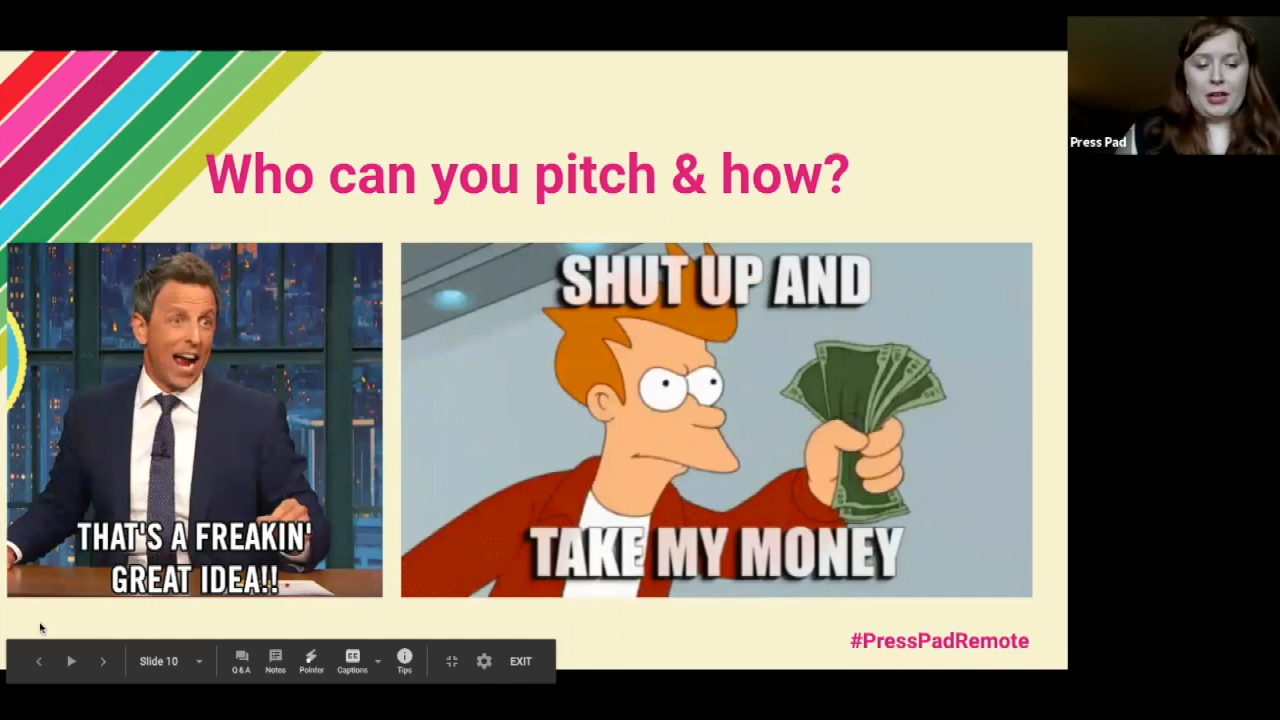 Who can you pitch & how?
Press Pad
THAT'S A FREAKIN'
GREAT IDEA!!
SHUT UP AND
TAKE MY MONEY
#PressPadRemote
Slide 10
Q & A
Notes
Pointer
Captions
Tips
EXIT
CC